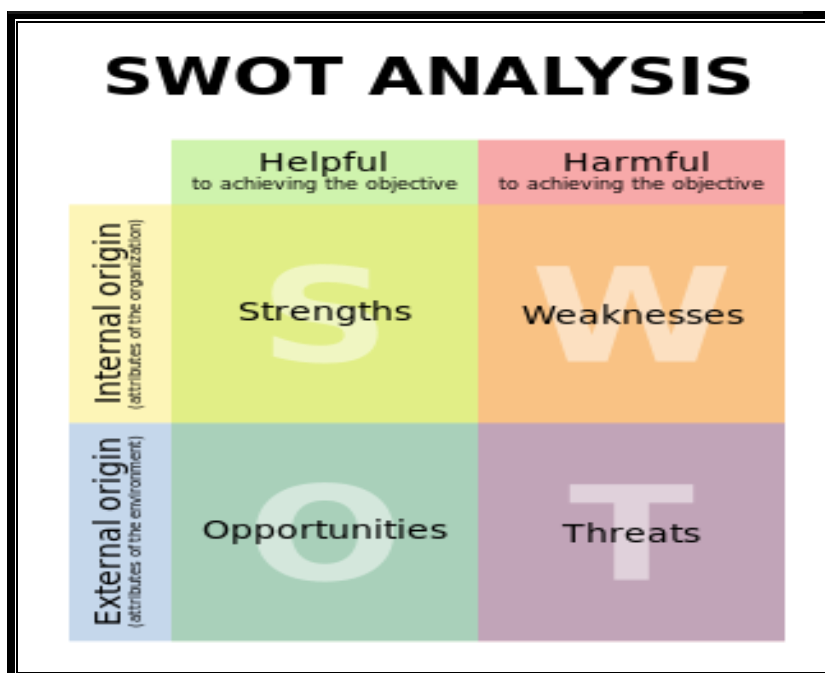 SWOT ANALYSIS
Helpful
to achieving the objective
Harmful
to achieving the objective
Internal origin
(attributes of the organization)
S
Strengths
W
Weaknesses
External origin
(attributes of the environment)
O
Opportunities
T
Threats